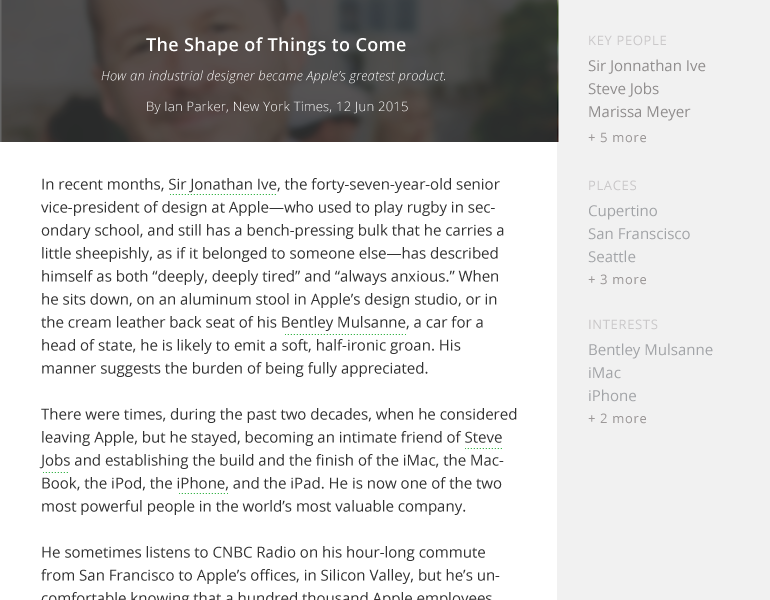 The Shape of Things to Come
How an industrial designer became Apple's greatest product.
By Ian Parker, New York Times, 12 Jun 2015
In recent months, Sir Jonathan Ive, the forty-seven-year-old senior
vice-president of design at Apple—who used to play rugby in sec-
ondary school, and still has a bench-pressing bulk that he carries a
little sheepishly, as if it belonged to someone else—has described
himself as both “deeply, deeply tired” and “always anxious.” When
he sits down, on an aluminum stool in Apple's design studio, or in
the cream leather back seat of his Bentley Mulsanne, a car for a
head of state, he is likely to emit a soft, half-ironic groan. His
manner suggests the burden of being fully appreciated.
There were times, during the past two decades, when he considered
leaving Apple, but he stayed, becoming an intimate friend of Steve
Jobs and establishing the build and the finish of the iMac, the Mac-
Book, the iPod, the iPhone, and the iPad. He is now one of the two
most powerful people in the world's most valuable company.
He sometimes listens to CNBC Radio on his hour-long commute
from San Francisco to Apple's offices, in Silicon Valley, but he's un-
comfortable knowing that a hundred thousand Apple employees
KEY PEOPLE
Sir Jonnathan Ive
Steve Jobs
Marissa Meyer
+ 5 more
PLACES
Cupertino
San Franscisco
Seattle
+ 3 more
INTERESTS
Bentley Mulsanne
iMac
iPhone
+ 2 more